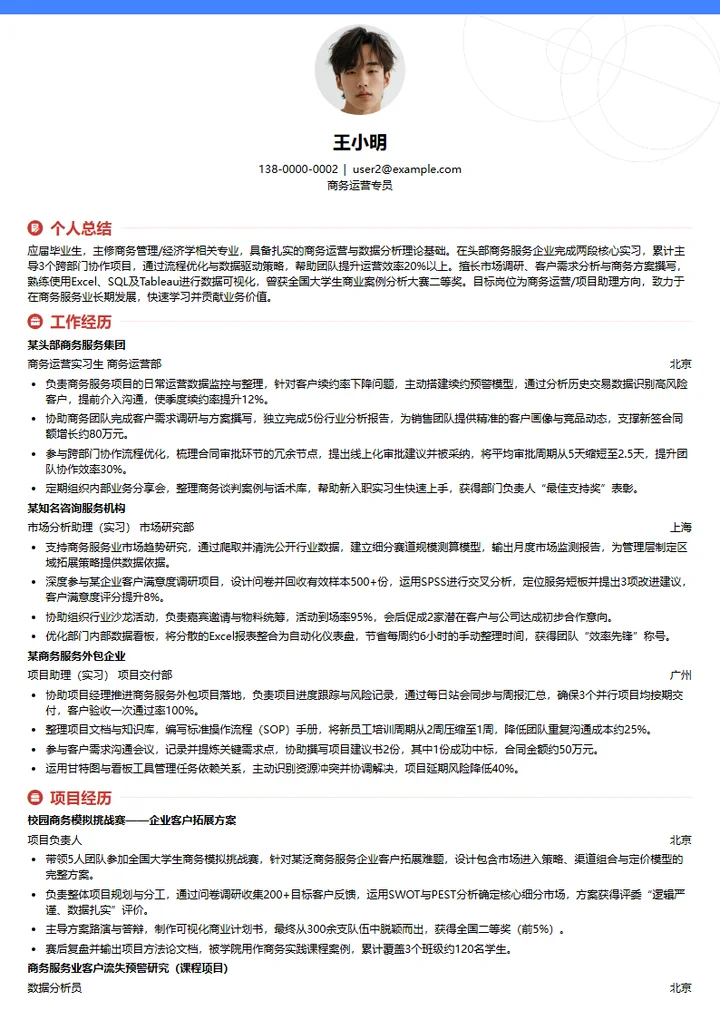 王小明
138-0000-0002 | user2@example.com
商务运营专员
个人总结
应届毕业生，主修商务管理/经济学相关专业，具备扎实的商务运营与数据分析理论基础。在头部商务服务企业完成两段核心实习，累计主
导3个跨部门协作项目，通过流程优化与数据驱动策略，帮助团队提升运营效率20%以上。擅长市场调研、客户需求分析与商务方案撰写，
熟练使用Excel、SQL及Tableau进行数据可视化，曾获全国大学生商业案例分析大赛二等奖。目标岗位为商务运营/项目助理方向，致力于
在商务服务业长期发展，快速学习并贡献业务价值。
工作经历
某头部商务服务集团
商务运营实习生 商务运营部 北京
• 负责商务服务项目的日常运营数据监控与整理，针对客户续约率下降问题，主动搭建续约预警模型，通过分析历史交易数据识别高风险
客户，提前介入沟通，使季度续约率提升12%。
• 协助商务团队完成客户需求调研与方案撰写，独立完成5份行业分析报告，为销售团队提供精准的客户画像与竞品动态，支撑新签合同
额增长约80万元。
• 参与跨部门协作流程优化，梳理合同审批环节的冗余节点，提出线上化审批建议并被采纳，将平均审批周期从5天缩短至2.5天，提升团
队协作效率30%。
• 定期组织内部业务分享会，整理商务谈判案例与话术库，帮助新入职实习生快速上手，获得部门负责人“最佳支持奖”表彰。
某知名咨询服务机构
市场分析助理（实习） 市场研究部 上海
• 支持商务服务业市场趋势研究，通过爬取并清洗公开行业数据，建立细分赛道规模测算模型，输出月度市场监测报告，为管理层制定区
域拓展策略提供数据依据。
• 深度参与某企业客户满意度调研项目，设计问卷并回收有效样本500+份，运用SPSS进行交叉分析，定位服务短板并提出3项改进建议，
客户满意度评分提升8%。
• 协助组织行业沙龙活动，负责嘉宾邀请与物料统筹，活动到场率95%，会后促成2家潜在客户与公司达成初步合作意向。
• 优化部门内部数据看板，将分散的Excel报表整合为自动化仪表盘，节省每周约6小时的手动整理时间，获得团队“效率先锋”称号。
某商务服务外包企业
项目助理（实习） 项目交付部 广州
• 协助项目经理推进商务服务外包项目落地，负责项目进度跟踪与风险记录，通过每日站会同步与周报汇总，确保3个并行项目均按期交
付，客户验收一次通过率100%。
• 整理项目文档与知识库，编写标准操作流程（SOP）手册，将新员工培训周期从2周压缩至1周，降低团队重复沟通成本约25%。
• 参与客户需求沟通会议，记录并提炼关键需求点，协助撰写项目建议书2份，其中1份成功中标，合同金额约50万元。
• 运用甘特图与看板工具管理任务依赖关系，主动识别资源冲突并协调解决，项目延期风险降低40%。
项目经历
校园商务模拟挑战赛——企业客户拓展方案
项目负责人 北京
• 带领5人团队参加全国大学生商务模拟挑战赛，针对某泛商务服务企业客户拓展难题，设计包含市场进入策略、渠道组合与定价模型的
完整方案。
• 负责整体项目规划与分工，通过问卷调研收集200+目标客户反馈，运用SWOT与PEST分析确定核心细分市场，方案获得评委“逻辑严
谨、数据扎实”评价。
• 主导方案路演与答辩，制作可视化商业计划书，最终从300余支队伍中脱颖而出，获得全国二等奖（前5%）。
• 赛后复盘并输出项目方法论文档，被学院用作商务实践课程案例，累计覆盖3个班级约120名学生。
商务服务业客户流失预警研究（课程项目）
数据分析员 北京